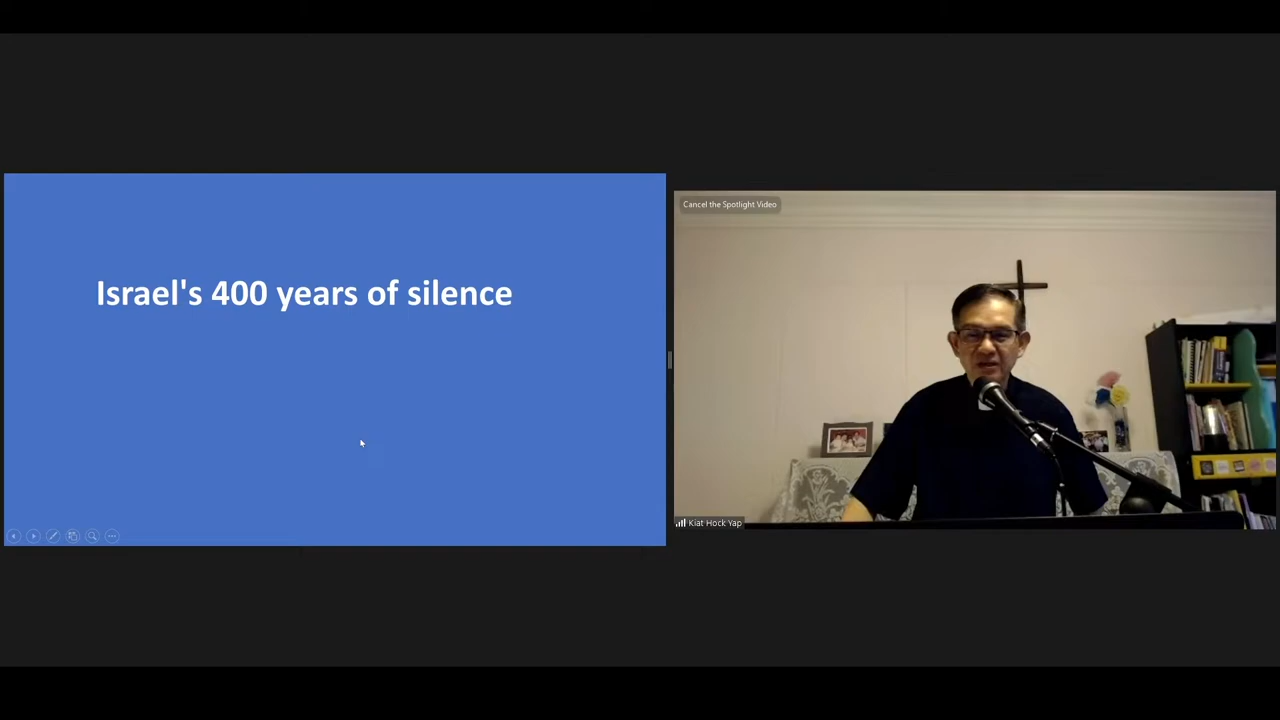 Israel's 400 years of silence
Cancel the Spotlight Video
Kiat Hock Yap